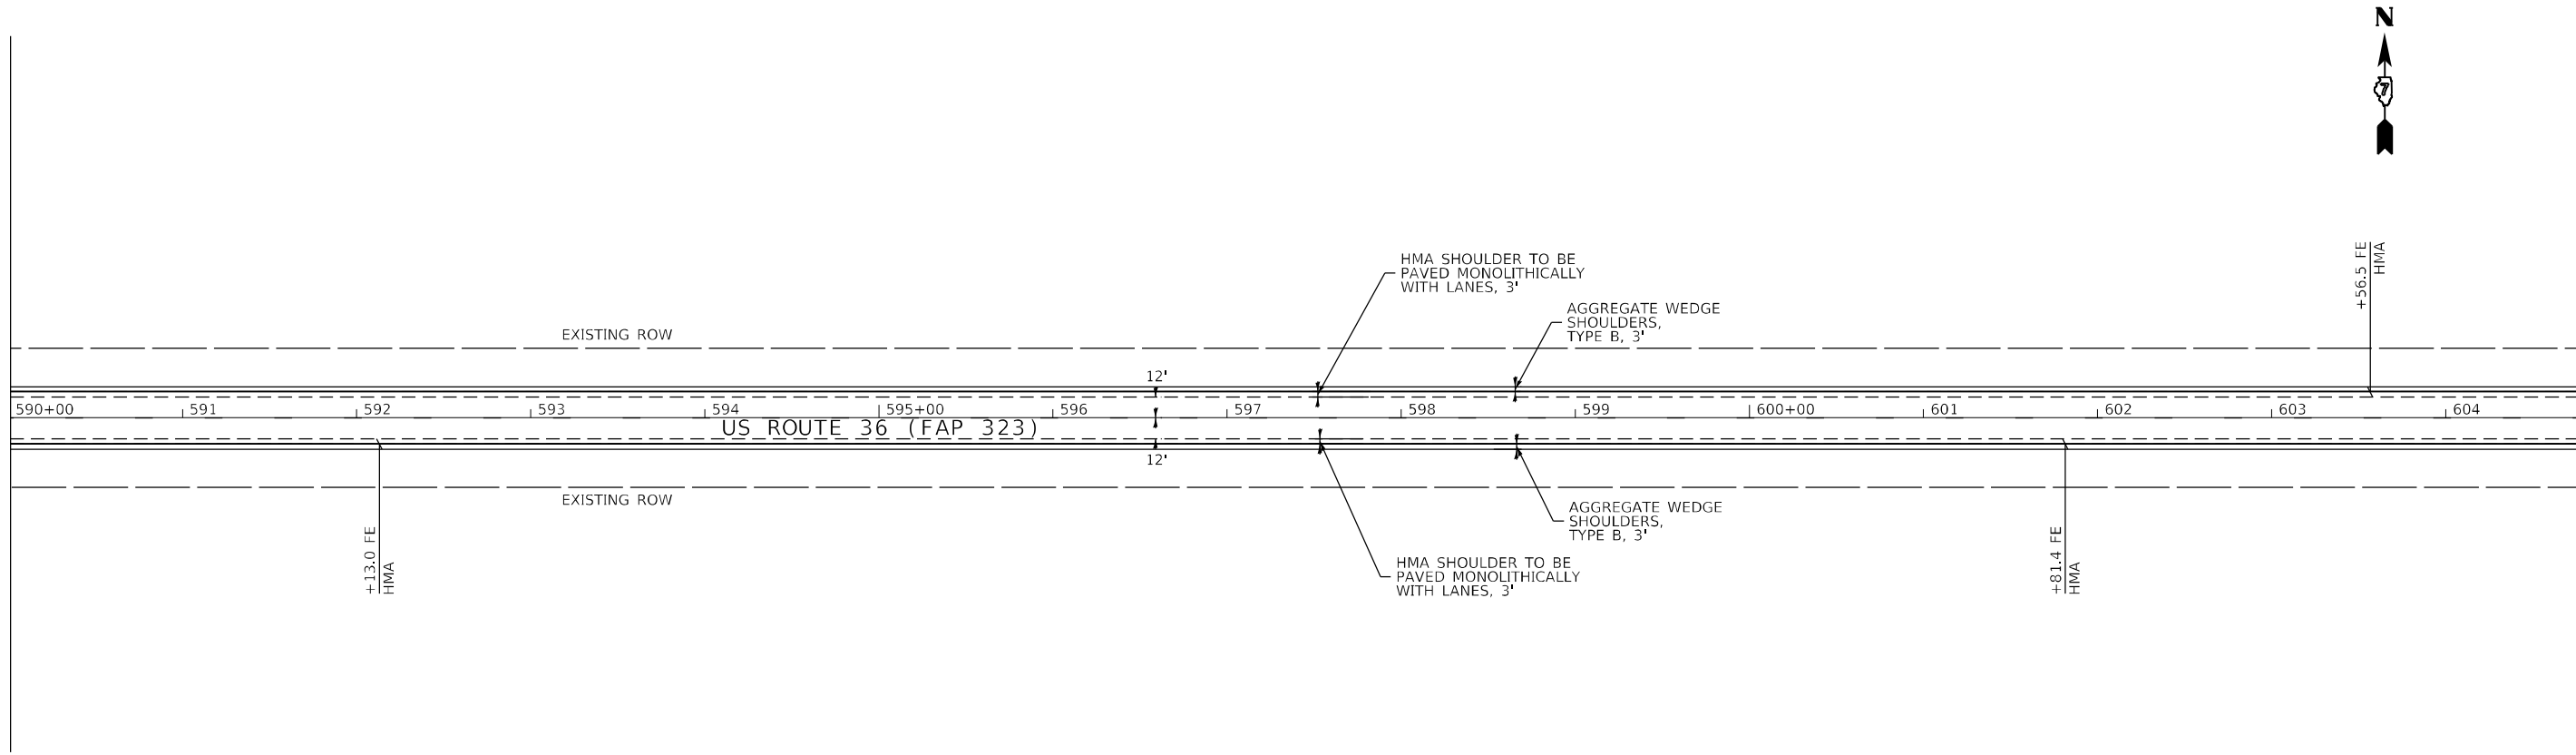 N
7
HMA SHOULDER TO BE
PAVED MONOLITHICALLY
WITH LANES, 3'
+56.5 FE
HMA
AGGREGATE WEDGE
SHOULDERS,
TYPE B, 3'
EXISTING ROW
12'
590+00
591
592
593
594
595+00
596
597
598
599
600+00
601
602
603
604
US ROUTE 36 (FAP 323)
12'
EXISTING ROW
AGGREGATE WEDGE
SHOULDERS,
TYPE B, 3'
+13.0 FE
HMA
HMA SHOULDER TO BE
PAVED MONOLITHICALLY
WITH LANES, 3'
+81.4 FE
HMA